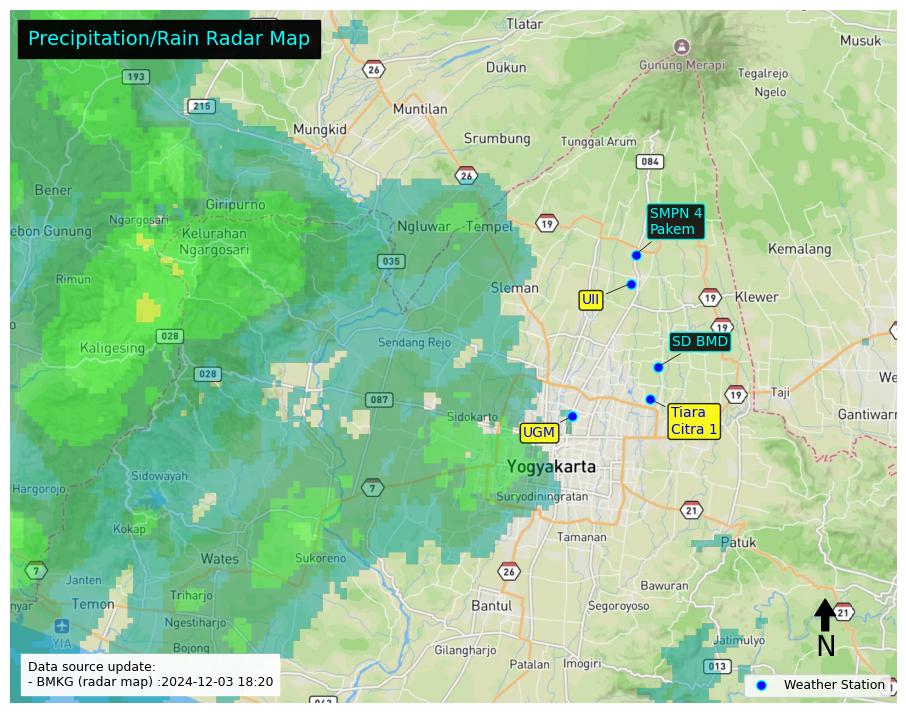 Precipitation/Rain Radar Map
Tlatar
Musuk
26
Dukun
Gunung Merapi
Tegalrejo
193
Ngelo
215
Muntilan
Mungkid
Srumbung
Tunggal Arum
084
26
Bener
Ngargosari
Giripurno
SMPN 4
Pakem
Ngluwar
Tempel
19
ebon Gunung
Kelurahan
Ngargosari
Kemalang
035
Rimun
Sleman
UII
19
Klewer
19
028
Kaligesing
Sendang Rejo
SD BMD
028
We
087
19
Taji
Sidokarto
Tiara
Citra 1
Gantiwarn
UGM
Yogyakarta
Sidowayah
Hargorojo
7
Suryodiningratan
21
Kokap
Tamanan
Patuk
Wates
Sukoreno
7
26
Janten
Bawuran
nyar
Temon
Triharjo
Bantul
Segoroyoso
21
Ngestiharjo
YIA
Bojong
Gilangharjo
Jatimulyo
N
Patalan
Imogiri
013
Data source update:
- BMKG (radar map) :2024-12-03 18:20
Weather Station